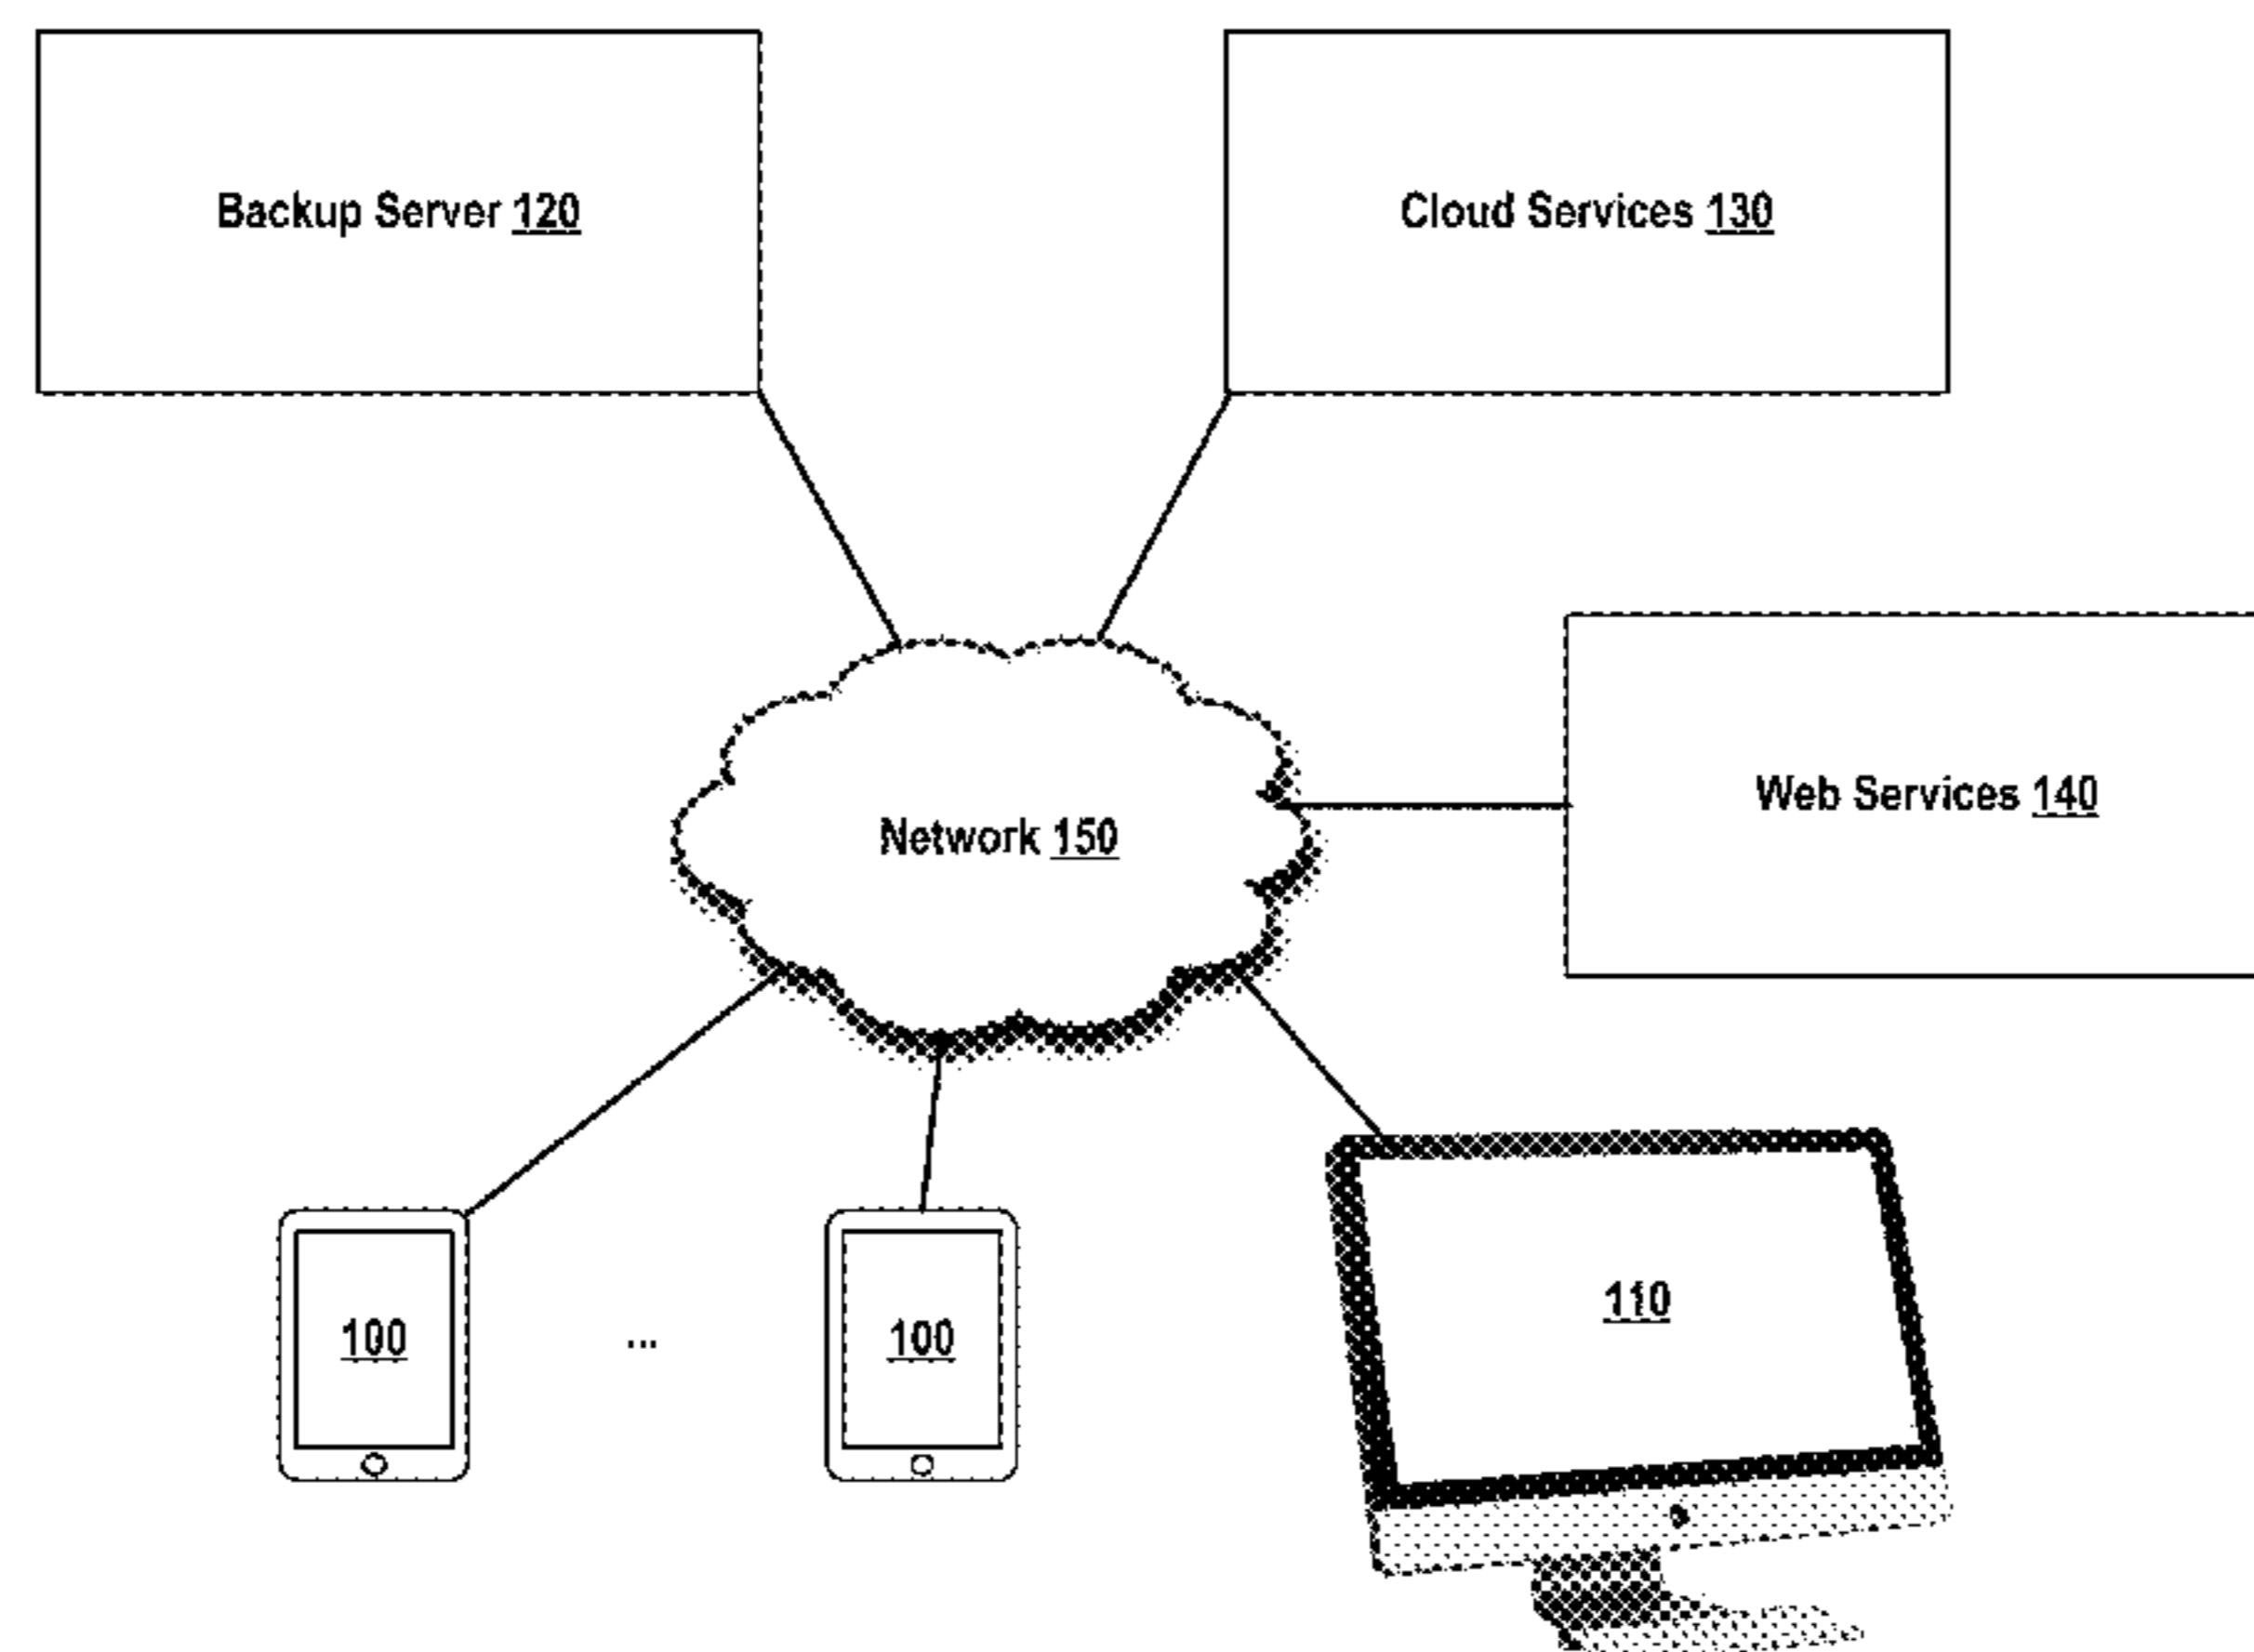 Backup Server 120
Cloud Services 130
Web Services 140
Network 150
100
...
100
110